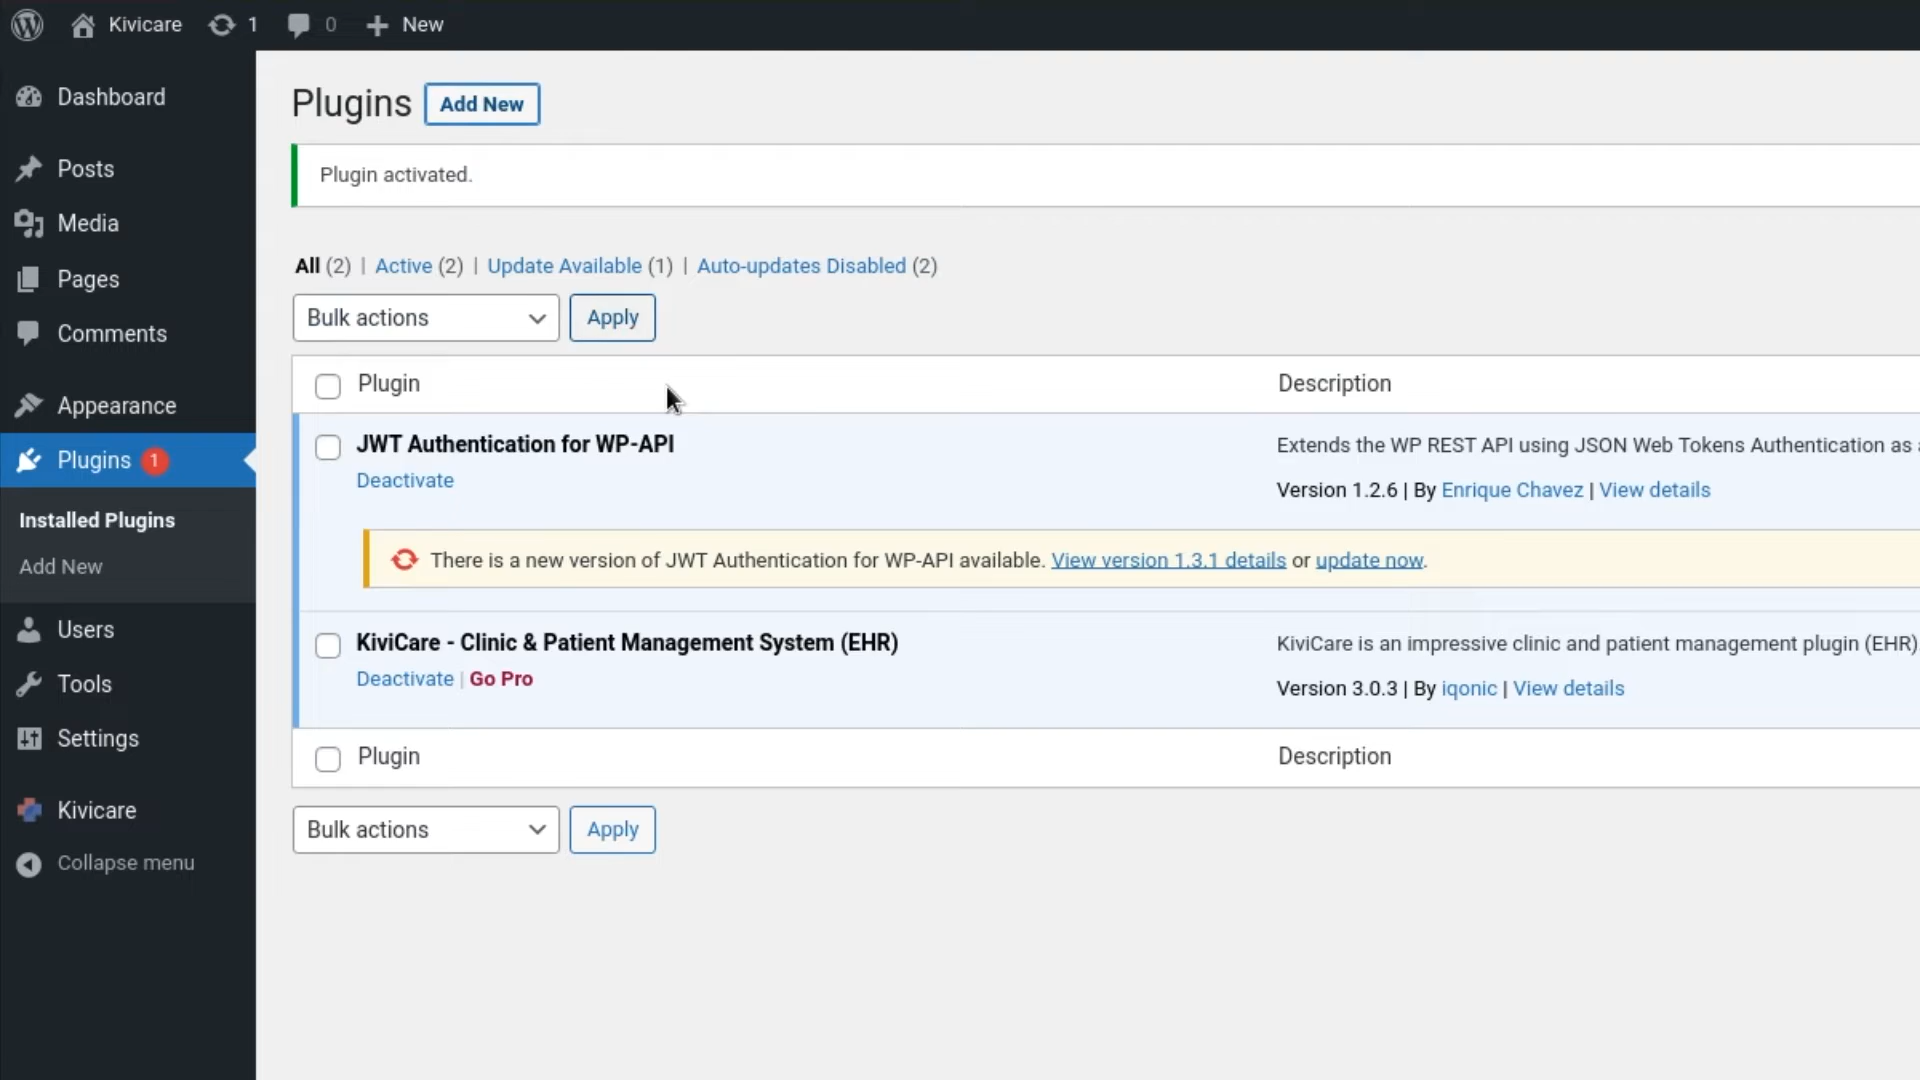 Kivicare 1 0 New
Dashboard
Posts
Media
Pages
Comments
Appearance
Plugins 1
Installed Plugins
Add New
Users
Tools
Settings
Kivicare
Collapse menu
Plugins Add New
Plugin activated.
All (2) | Active (2) | Update Available (1) | Auto-updates Disabled (2)
Bulk actions Apply
Plugin Description
JWT Authentication for WP-API Extends the WP REST API using JSON Web Tokens Authentication as
Deactivate Version 1.2.6 | By Enrique Chavez | View details
There is a new version of JWT Authentication for WP-API available. View version 1.3.1 details or update now.
KiviCare - Clinic & Patient Management System (EHR) KiviCare is an impressive clinic and patient management plugin (EHR)
Deactivate | Go Pro Version 3.0.3 | By iqonic | View details
Plugin Description
Bulk actions Apply